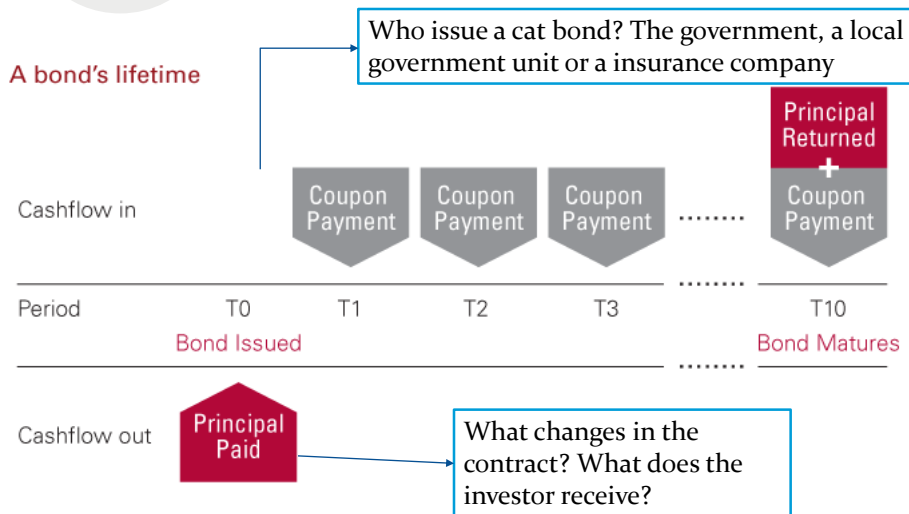 Who issue a cat bond? The government, a local
government unit or a insurance company
A bond's lifetime
Principal
Returned
+
Cashflow in
Coupon
Payment
Coupon
Payment
Coupon
Payment
........
Coupon
Payment
........
Period
T0
T1
T2
T3
T10
Bond Issued
Bond Matures
........
Cashflow out
Principal
Paid
What changes in the
contract? What does the
investor receive?